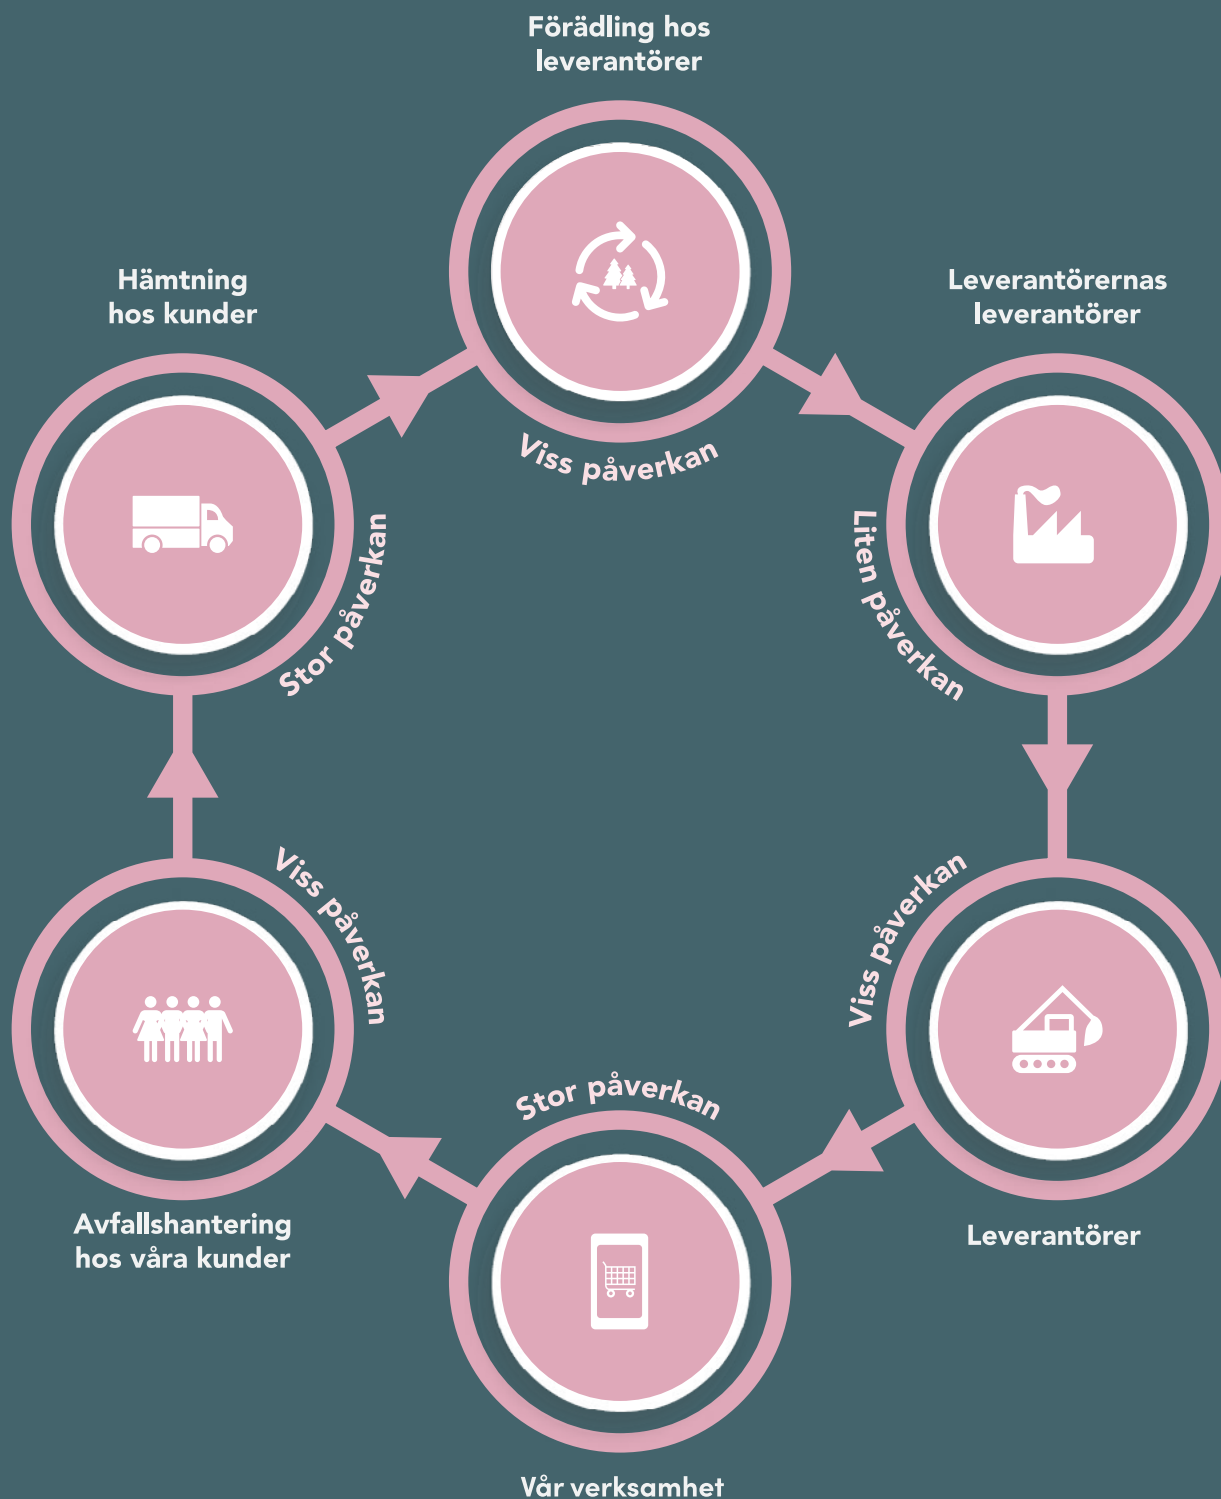 Förädling hos
leverantörer
Hämtning
hos kunder
Leverantörernas
leverantörer
Viss påverkan
Stor påverkan
Liten påverkan
Viss påverkan
Viss påverkan
Stor påverkan
Avfallshantering
hos våra kunder
Leverantörer
Vår verksamhet